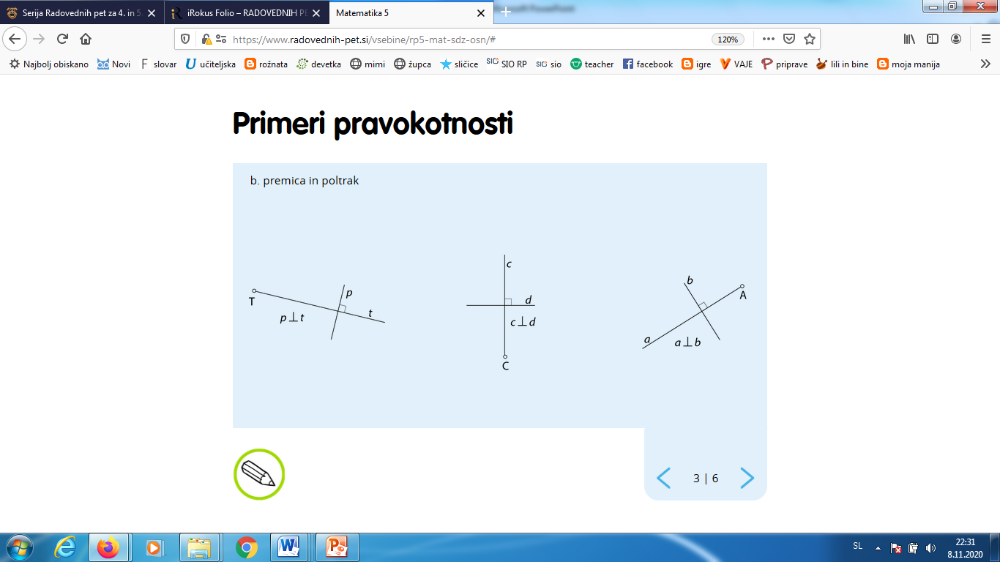 Serija Radovednih pet za 4. in 5.
iRokus Folio – RADOVEDNIH PE
Matematika 5
https://www.radovednih-pet.si/vsebine/rp5-mat-sdz-osn/#
120%
Najbolj obiskano
Novi
slovar
učiteljska
rožnata
devetka
mimi
župca
sličice
SIO RP
sio
teacher
facebook
igre
VAJE
priprave
lili in bine
moja manija
Primeri pravokotnosti
b. premica in poltrak
T
p
t
p⊥t
c
d
c⊥d
C
b
A
a
a⊥b
3 | 6
SL
22:31
8.11.2020